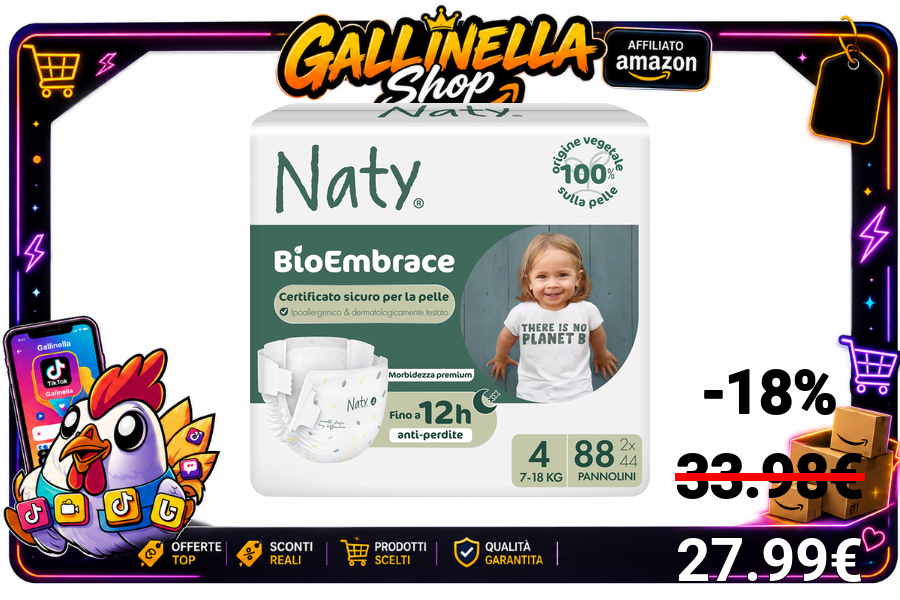 GALLINELLA
Shop
AFFILIATO
amazon
Naty®
Naty®
origine vegetale
100%
sulla pelle
BioEmbrace
Certificato sicuro per la pelle
Ipoallergenico & dermatologicamente testato
THERE IS NO
PLANET B
Morbidezza premium
Naty. 4
Fino a 12h
anti-perdite
4
7-18 KG
88 2x
44
PANNOLINI
Gallinella
TikTok
Gallinella
-18%
33.98€
27.99€
OFFERTE
TOP
SCONTI
REALI
PRODOTTI
SCELTI
QUALITÀ
GARANTITA